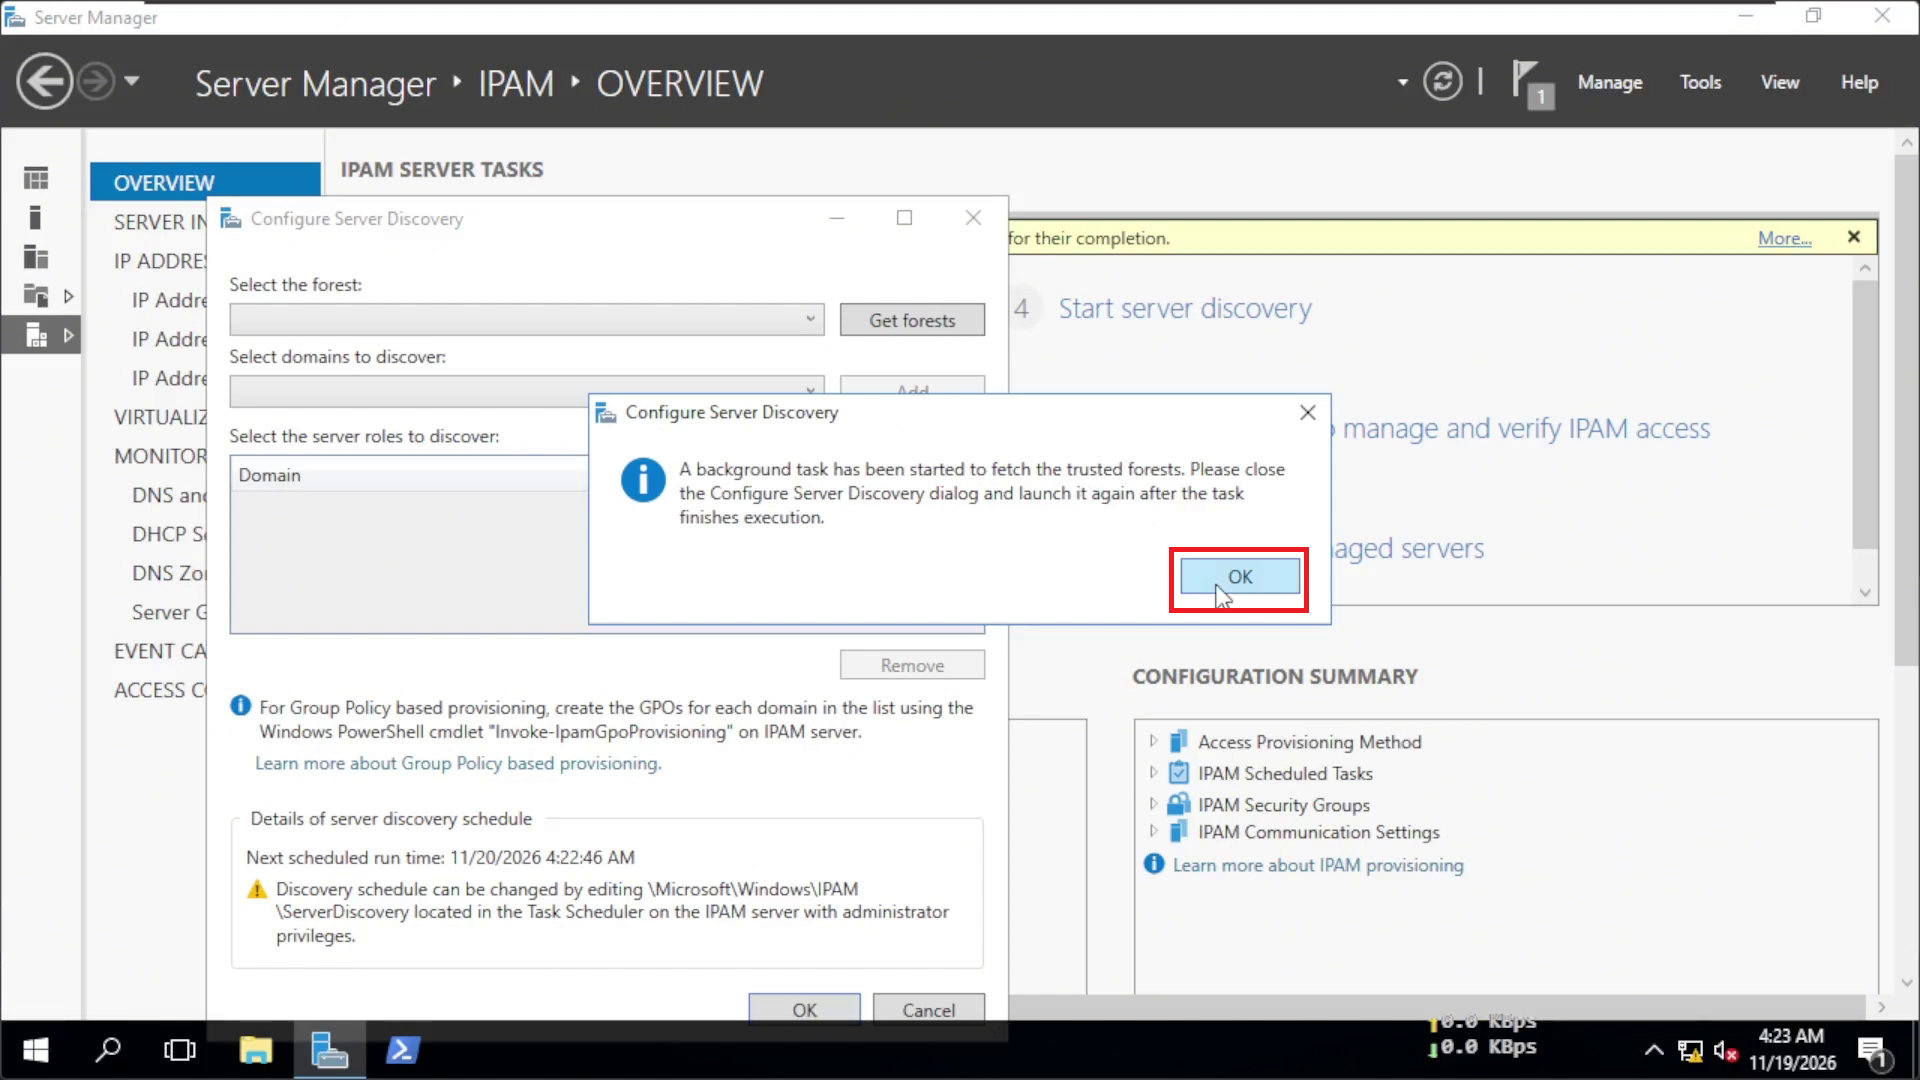 Server Manager
Server Manager ‣ IPAM ‣ OVERVIEW
1
Manage
Tools
View
Help
OVERVIEW
SERVER IN
IP ADDRES
IP Addre
IP Addre
IP Addre
VIRTUALIZ
MONITOR
DNS and
DHCP Se
DNS Zon
Server G
EVENT CA
ACCESS CO
IPAM SERVER TASKS
for their completion.
More...
4 Start server discovery
manage and verify IPAM access
aged servers
Configure Server Discovery
Select the forest:
Get forests
Select domains to discover:
Add
Select the server roles to discover:
Domain
Configure Server Discovery
A background task has been started to fetch the trusted forests. Please close
the Configure Server Discovery dialog and launch it again after the task
finishes execution.
OK
Remove
For Group Policy based provisioning, create the GPOs for each domain in the list using the
Windows PowerShell cmdlet "Invoke-IpamGpoProvisioning" on IPAM server.
Learn more about Group Policy based provisioning.
Details of server discovery schedule
Next scheduled run time: 11/20/2026 4:22:46 AM
Discovery schedule can be changed by editing \Microsoft\Windows\IPAM
\ServerDiscovery located in the Task Scheduler on the IPAM server with administrator
privileges.
OK
Cancel
CONFIGURATION SUMMARY
Access Provisioning Method
IPAM Scheduled Tasks
IPAM Security Groups
IPAM Communication Settings
Learn more about IPAM provisioning
0.0 KBps
0.0 KBps
4:23 AM
11/19/2026
1